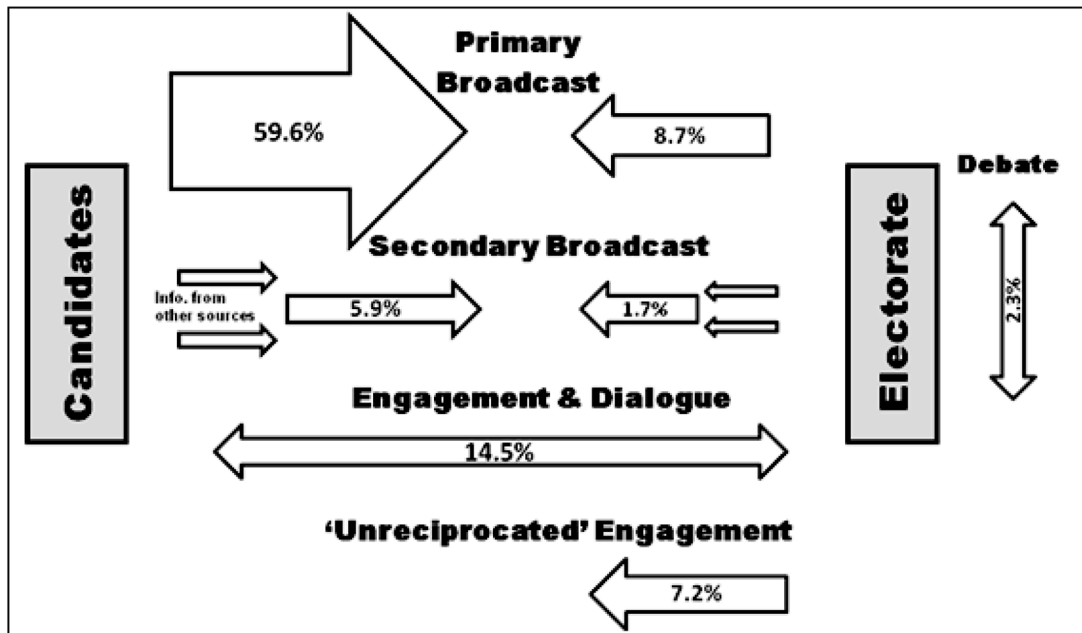 Primary
Broadcast
59.6%
8.7%
Debate
Candidates
Electorate
Secondary Broadcast
Info. from
other sources
5.9%
1.7%
2.3%
Engagement & Dialogue
14.5%
‘Unreciprocated’ Engagement
7.2%